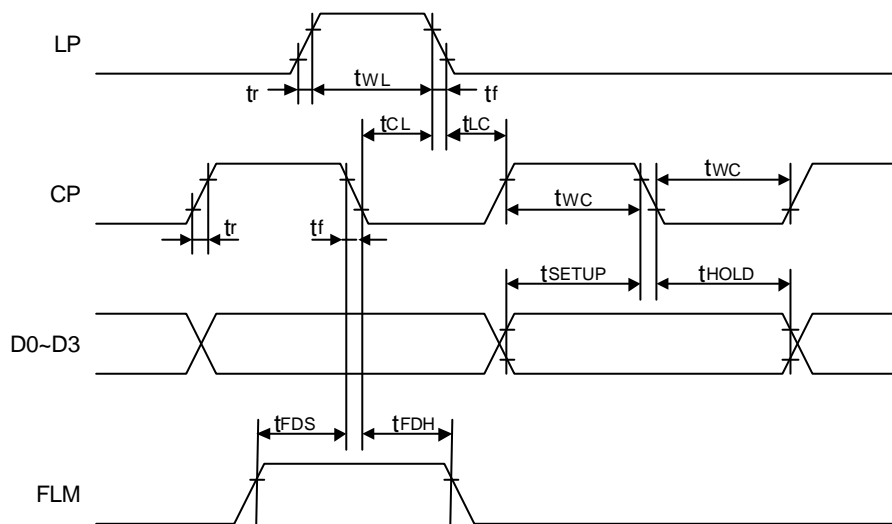 LP
tr
tWL
tf
tCL
tLC
CP
tWC
tWC
tr
tf
tSETUP
tHOLD
D0~D3
tFDS
tFDH
FLM